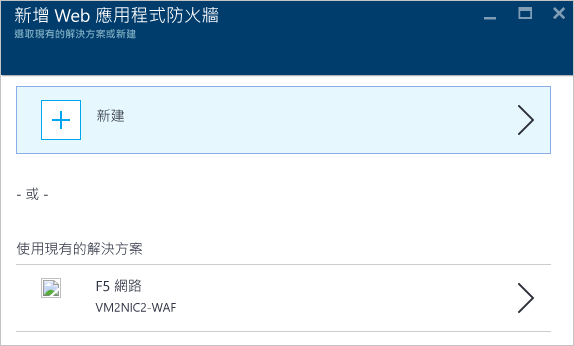 新增 Web 應用程式防火牆
選取現有的解決方案或新建
新建
- 或 -
使用現有的解決方案
F5 網路
VM2NIC2-WAF